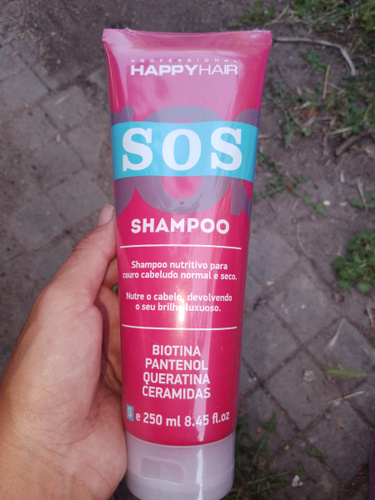 PROFESSIONAL
HAPPYHAIR
SOS
SHAMPOO
Shampoo nutritivo para
couro cabeludo normal e seco.
Nutre o cabelo, devolvendo
o seu brilho luxuoso.
BIOTINA
PANTENOL
QUERATINA
CERAMIDAS
S e 250 ml 8.45 fl.oz